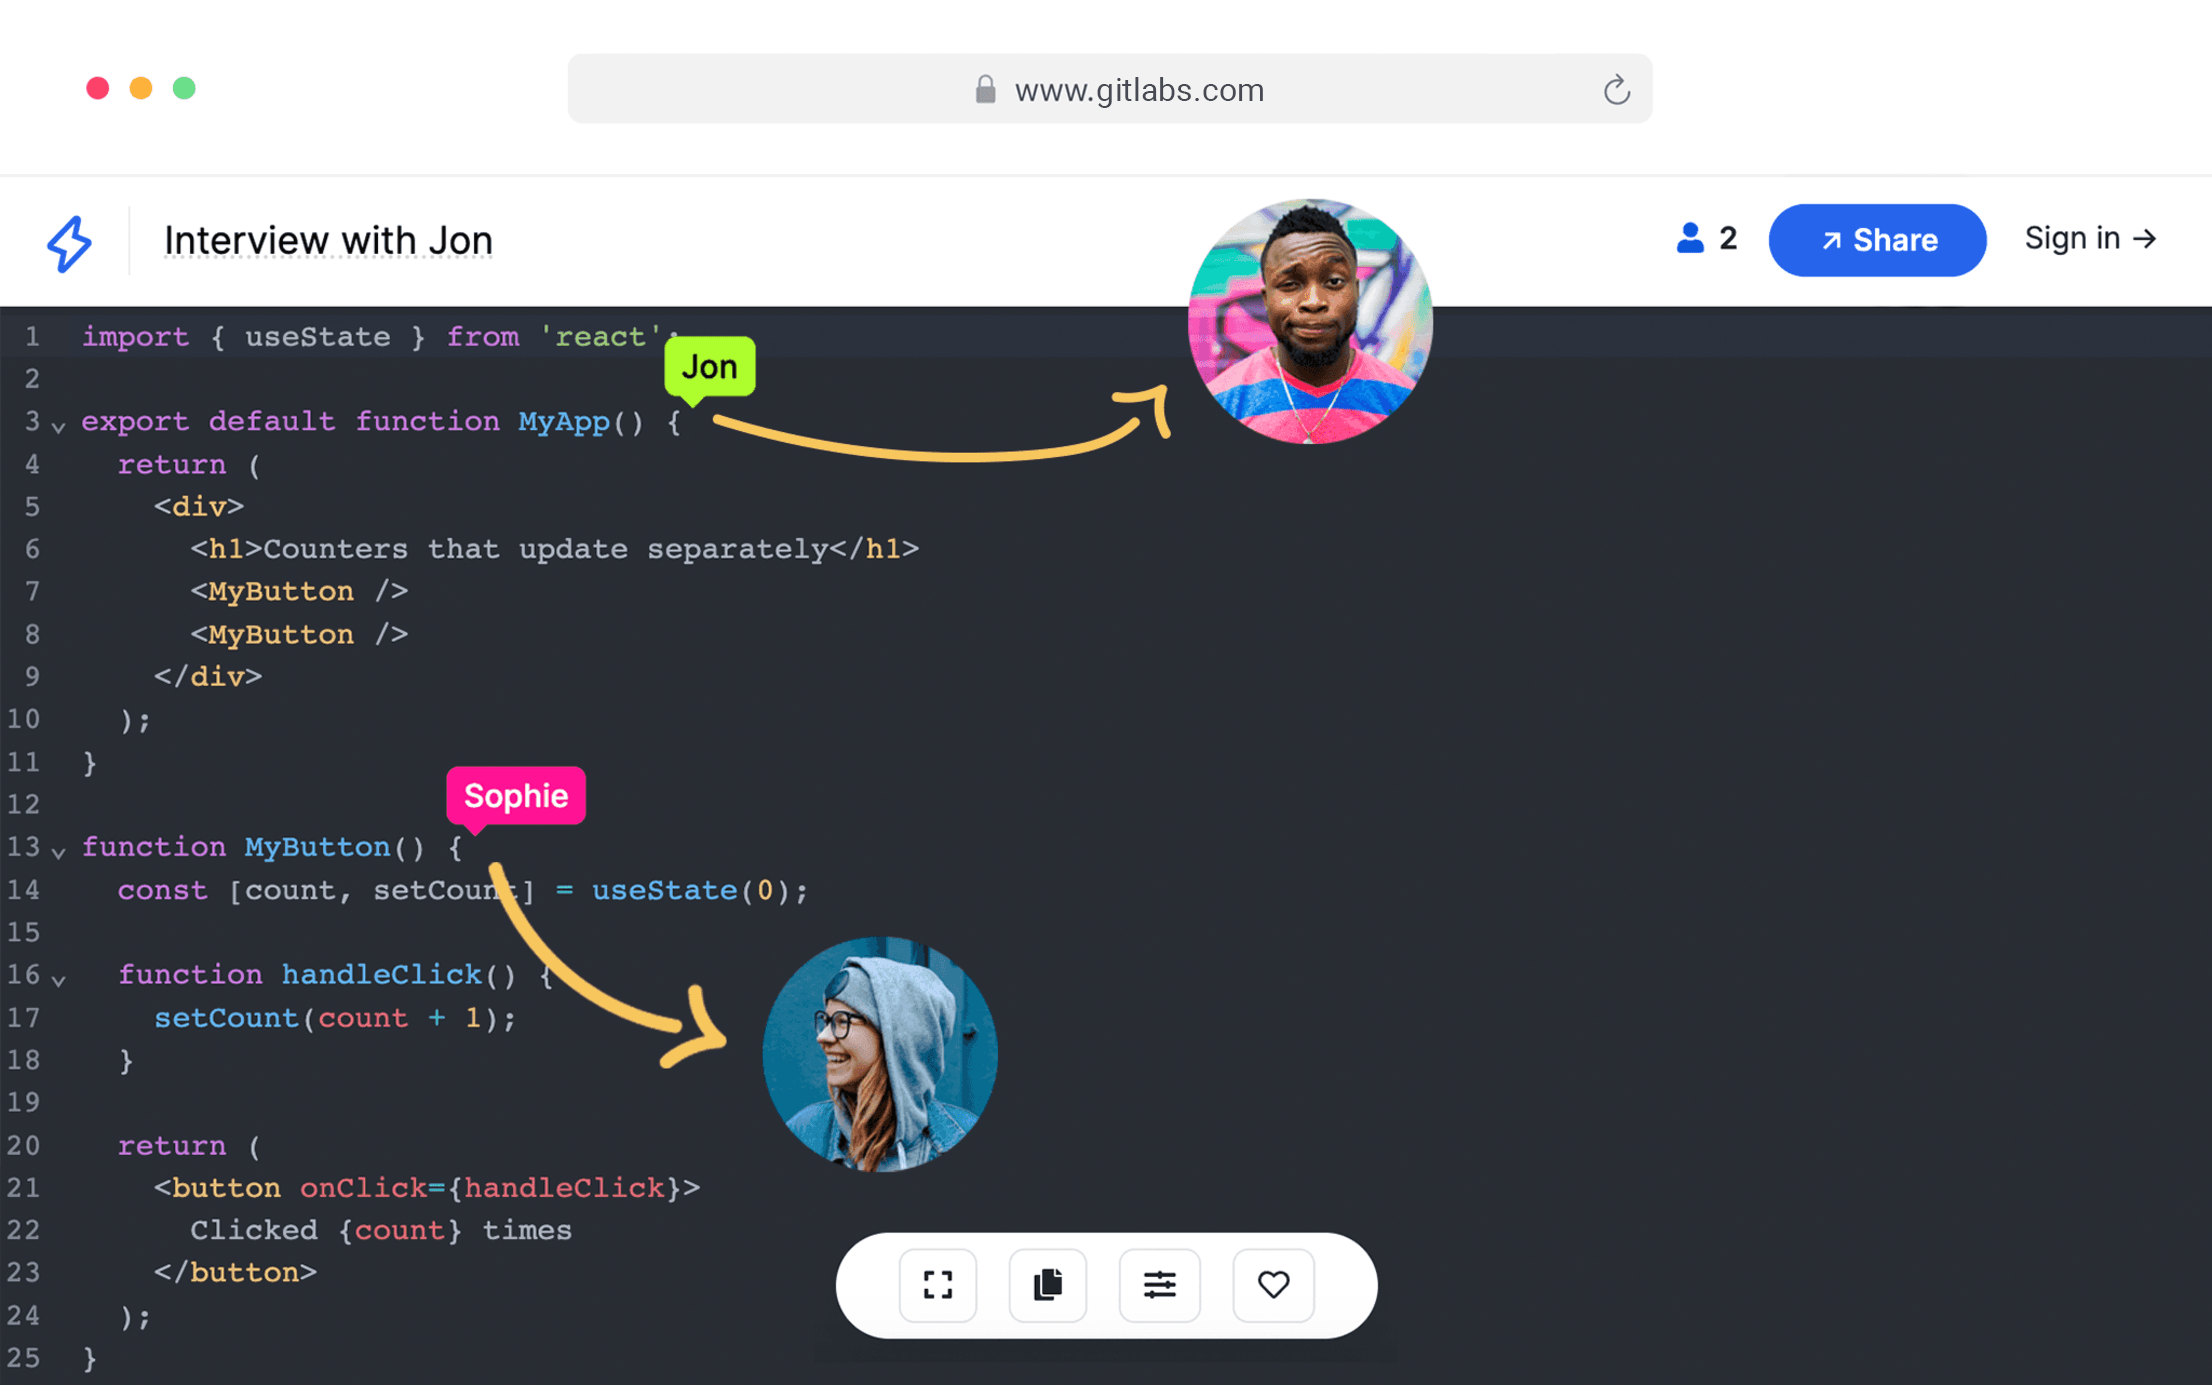 www.gitlabs.com
Interview with Jon
2
Share
Sign in →
1 import { useState } from 'react';
Jon
2
3 export default function MyApp() {
4 return (
5 <div>
6 <h1>Counters that update separately</h1>
7 <MyButton />
8 <MyButton />
9 </div>
10 );
11 }
Sophie
12
13 function MyButton() {
14 const [count, setCount] = useState(0);
15
16 function handleClick() {
17 setCount(count + 1);
18 }
19
20 return (
21 <button onClick={handleClick}>
22 Clicked {count} times
23 </button>
24 );
25 }